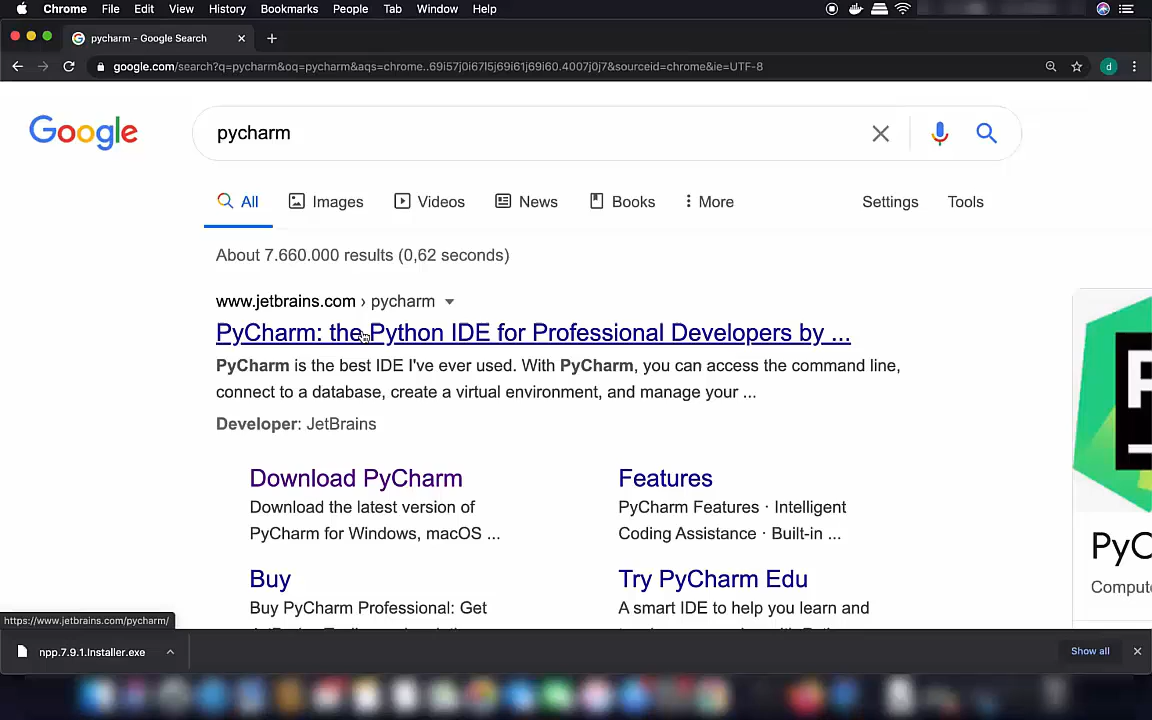 Chrome File Edit View History Bookmarks People Tab Window Help
pycharm - Google Search
google.com/search?q=pycharm&oq=pycharm&aqs=chrome..69i57j0i67l5j69i61j69i60.4007j0j7&sourceid=chrome&ie=UTF-8
d
Google
pycharm
All Images Videos News Books More Settings Tools
About 7.660.000 results (0,62 seconds)
www.jetbrains.com › pycharm
PyCharm: the Python IDE for Professional Developers by ...
PyCharm is the best IDE I've ever used. With PyCharm, you can access the command line,
connect to a database, create a virtual environment, and manage your ...
Developer: JetBrains
Download PyCharm
Download the latest version of
PyCharm for Windows, macOS ...
Features
PyCharm Features · Intelligent
Coding Assistance · Built-in ...
Buy
Buy PyCharm Professional: Get
Try PyCharm Edu
A smart IDE to help you learn and
PyC
Compute
https://www.jetbrains.com/pycharm/
npp.7.9.1.Installer.exe
Show all